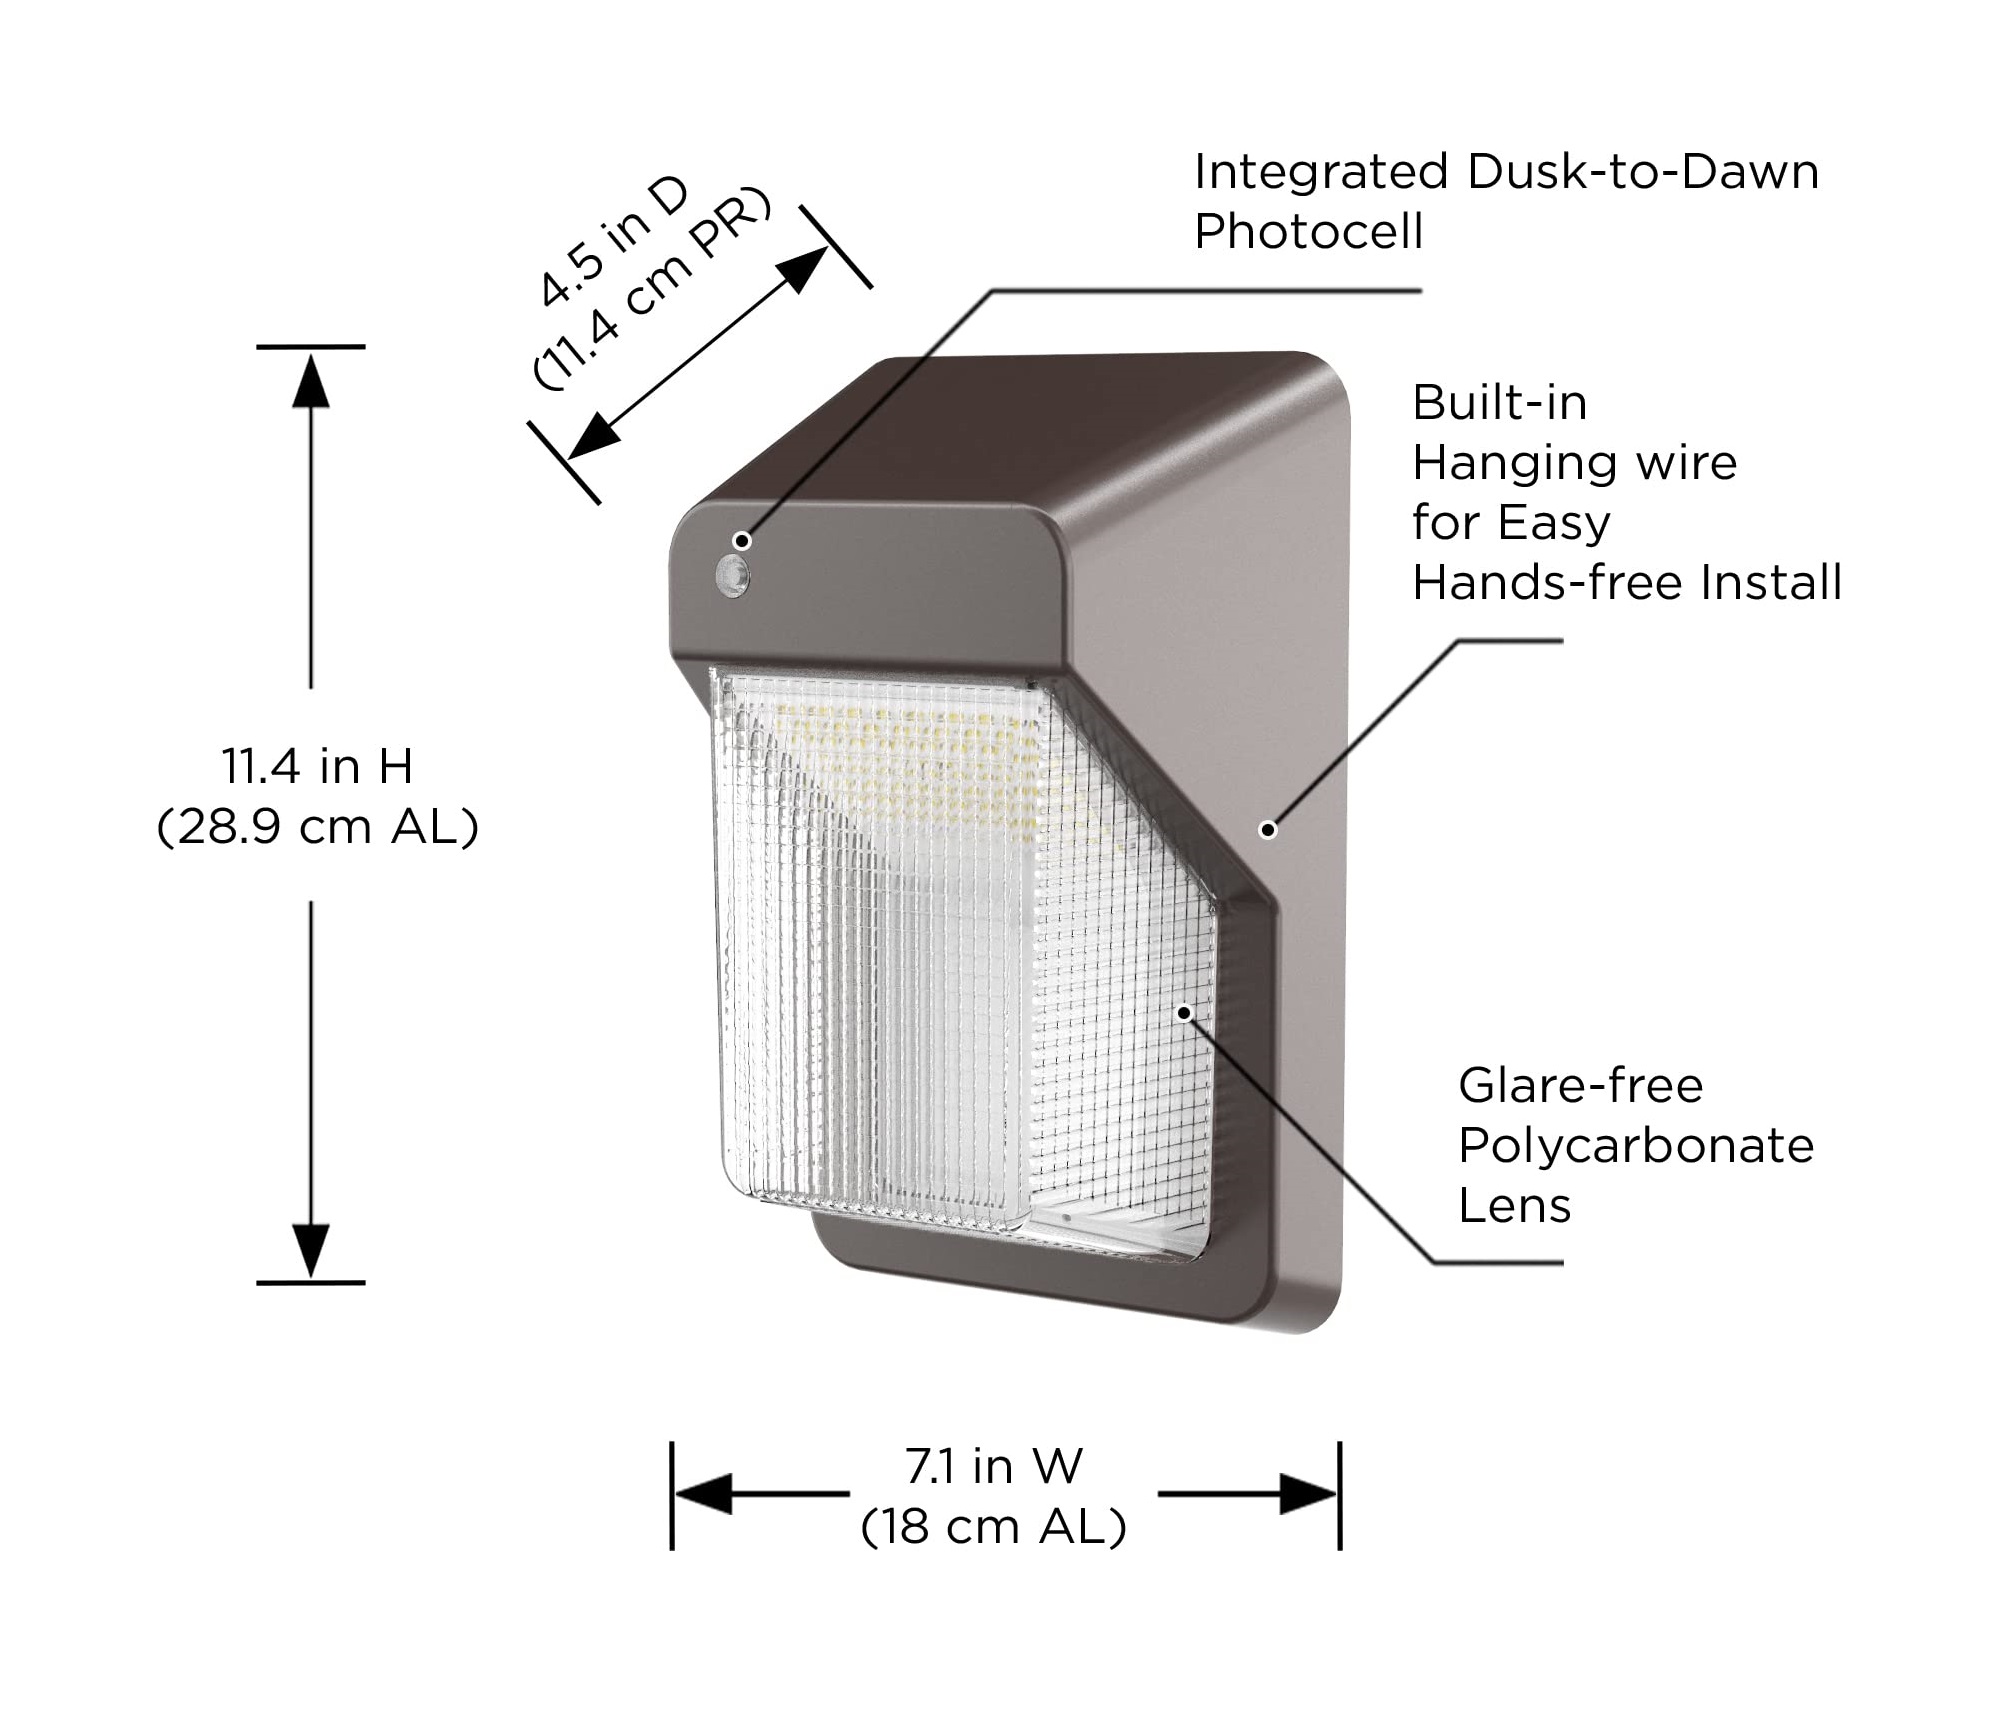 Integrated Dusk-to-Dawn
Photocell
4.5 in D
(11.4 cm PR)
Built-in
Hanging wire
for Easy
Hands-free Install
11.4 in H
(28.9 cm AL)
Glare-free
Polycarbonate
Lens
7.1 in W
(18 cm AL)